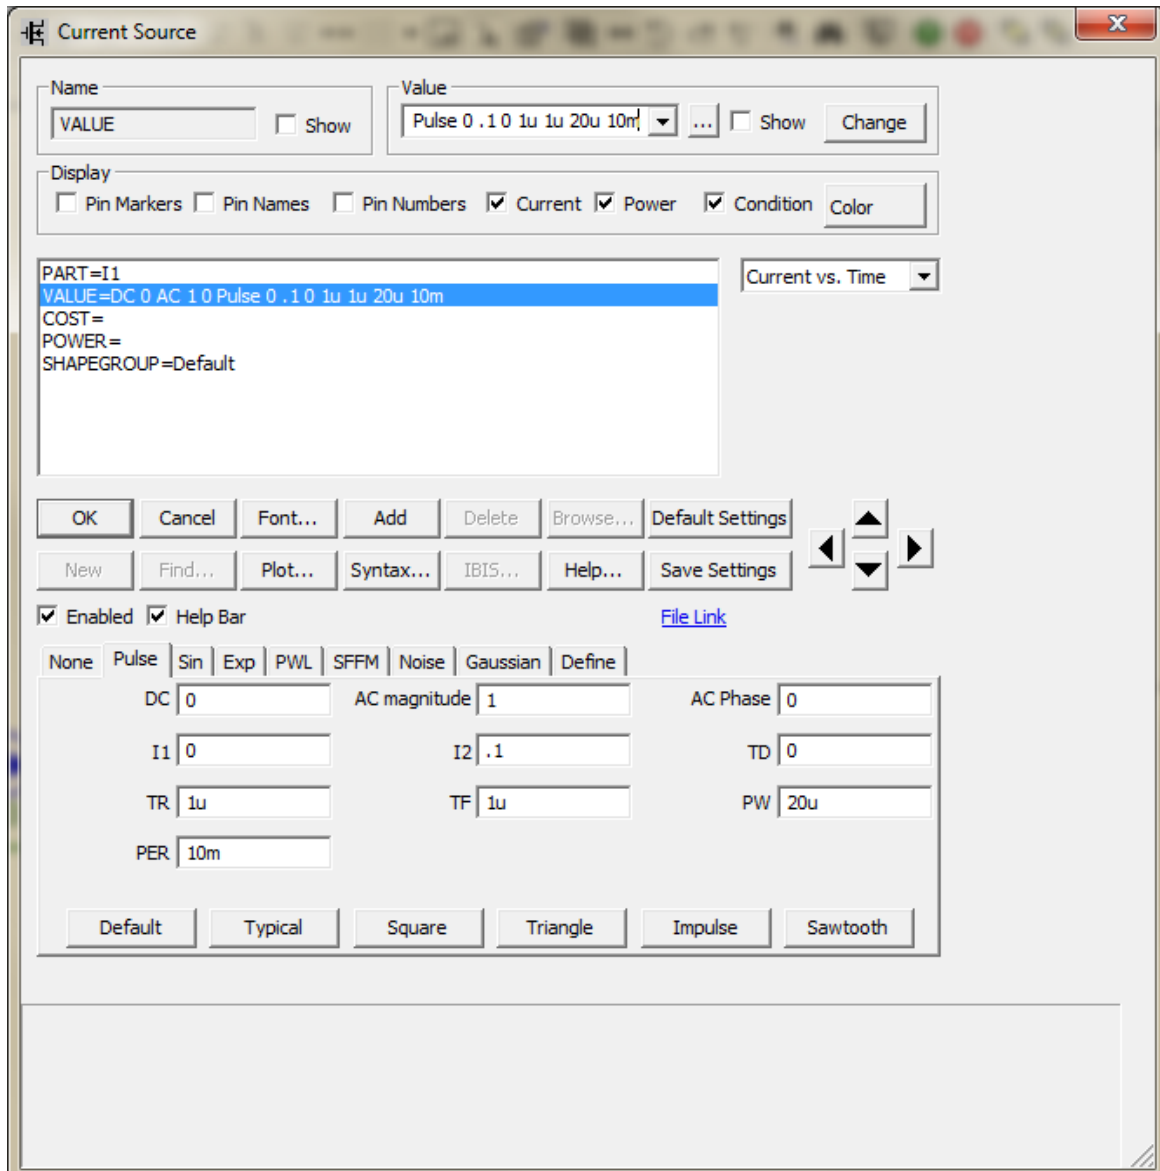 Current Source
x
Name
Value
VALUE Show
Pulse 0 .1 0 1u 1u 20u 10m ... Show Change
Display
Pin Markers Pin Names Pin Numbers Current Power Condition Color
PART=I1
Current vs. Time
VALUE=DC 0 AC 1 0 Pulse 0 .1 0 1u 1u 20u 10m
COST=
POWER=
SHAPEGROUP=Default
OK Cancel Font... Add Delete Browse... Default Settings
New Find... Plot... Syntax... IBIS... Help... Save Settings
Enabled Help Bar File Link
None Pulse Sin Exp PWL SFFM Noise Gaussian Define
DC 0 AC magnitude 1 AC Phase 0
I1 0 I2 .1 TD 0
TR 1u TF 1u PW 20u
PER 10m
Default Typical Square Triangle Impulse Sawtooth